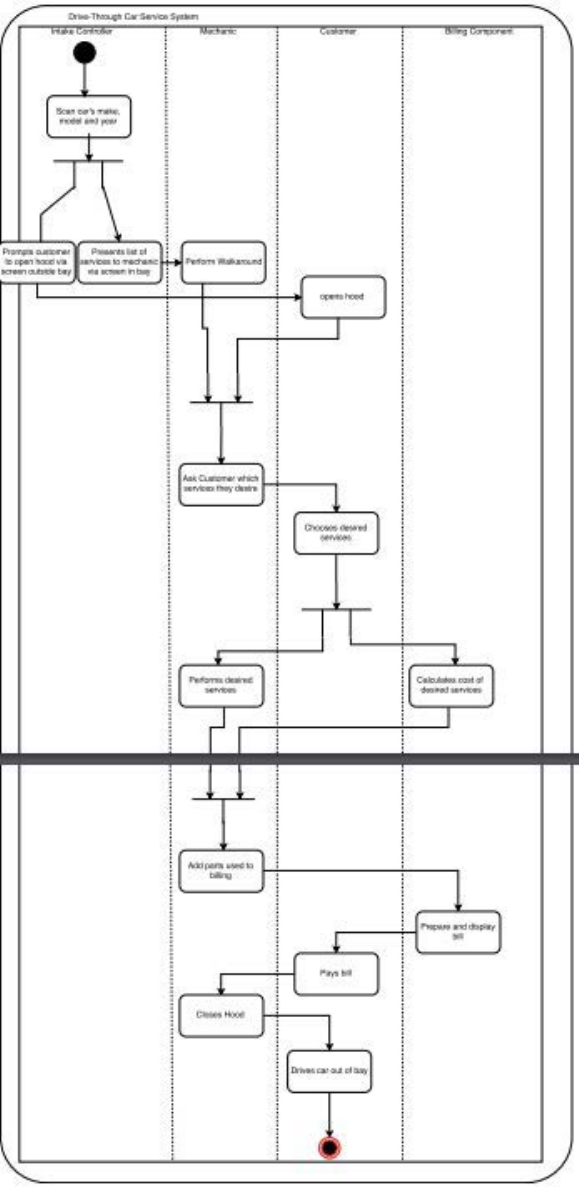 Drive-Through Car Service System
Intake Controller
Mechanic
Customer
Billing Component
Scan car's make,
model and year
Prompts customer
to open hood via
screen outside bay
Presents list of
services to mechanic
via screen in bay
Perform Walkaround
opens hood
Ask Customer which
services they desire
Chooses desired
services
Performs desired
services
Calculates cost of
desired services
Add parts used to
billing
Prepare and display
bill
Pays bill
Closes Hood
Drives car out of bay